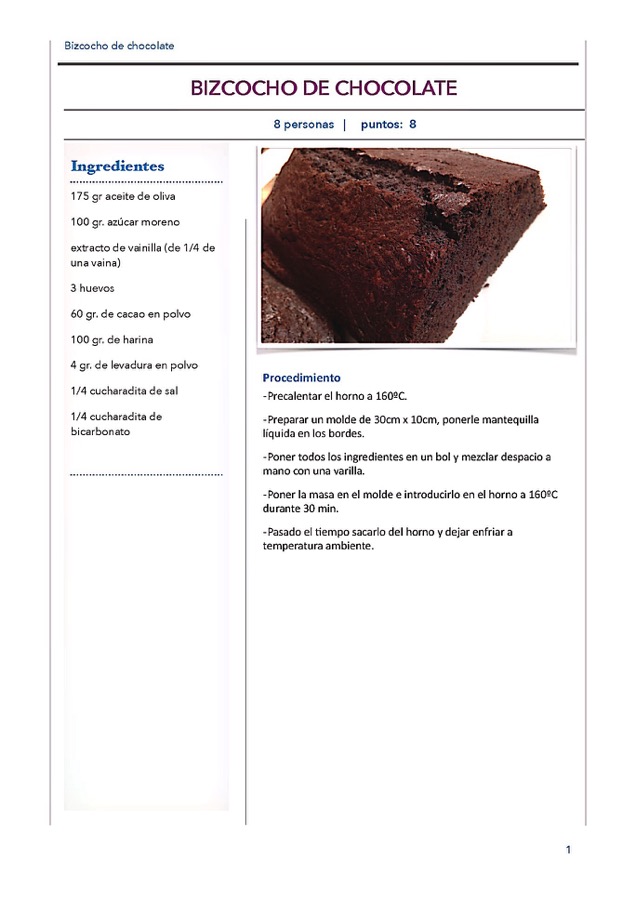 Bizcocho de chocolate
BIZCOCHO DE CHOCOLATE
8 personas | puntos: 8
Ingredientes
175 gr aceite de oliva
100 gr. azúcar moreno
extracto de vainilla (de 1/4 de
una vaina)
3 huevos
60 gr. de cacao en polvo
100 gr. de harina
4 gr. de levadura en polvo
1/4 cucharadita de sal
1/4 cucharadita de
bicarbonato
Procedimiento
-Precalentar el horno a 160ºC.
-Preparar un molde de 30cm x 10cm, ponerle mantequilla
líquida en los bordes.
-Poner todos los ingredientes en un bol y mezclar despacio a
mano con una varilla.
-Poner la masa en el molde e introducirlo en el horno a 160ºC
durante 30 min.
-Pasado el tiempo sacarlo del horno y dejar enfriar a
temperatura ambiente.
1